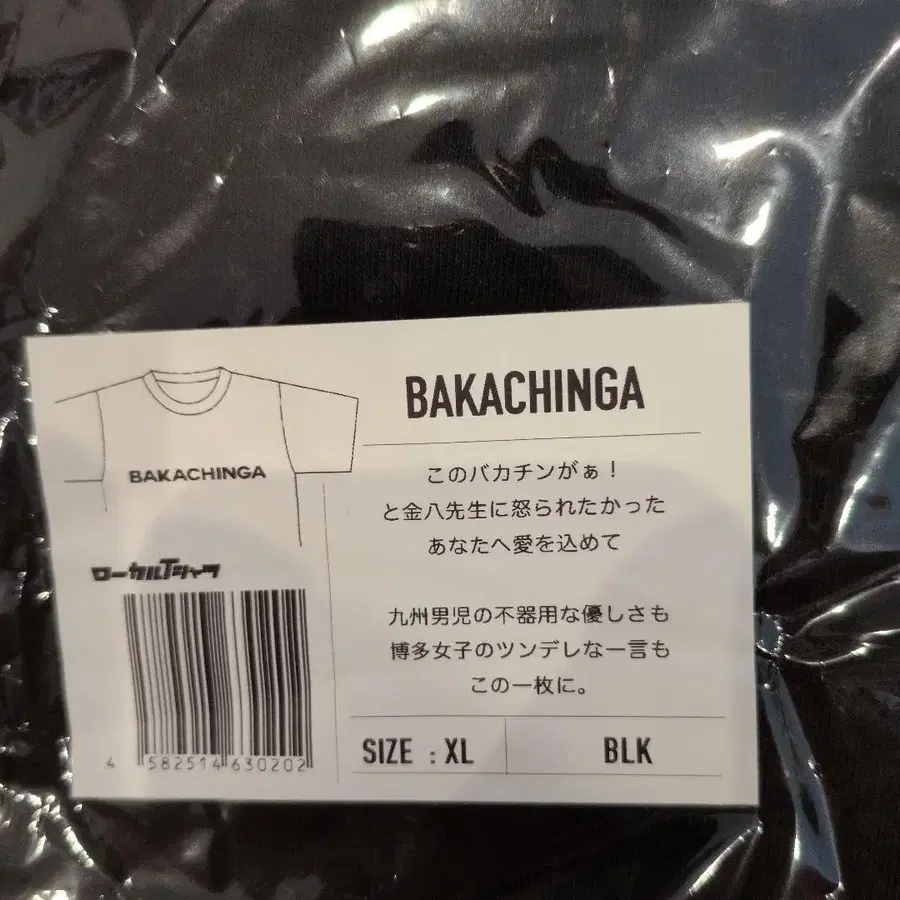 BAKACHINGA
このバカチンがぁ！
と金八先生に怒られたかった
あなたへ愛を込めて
九州男児の不器用な優しさも
博多女子のツンデレな一言も
この一枚に。
SIZE : XL
BLK
BAKACHINGA
ローカルTシャツ
4 582514 630202